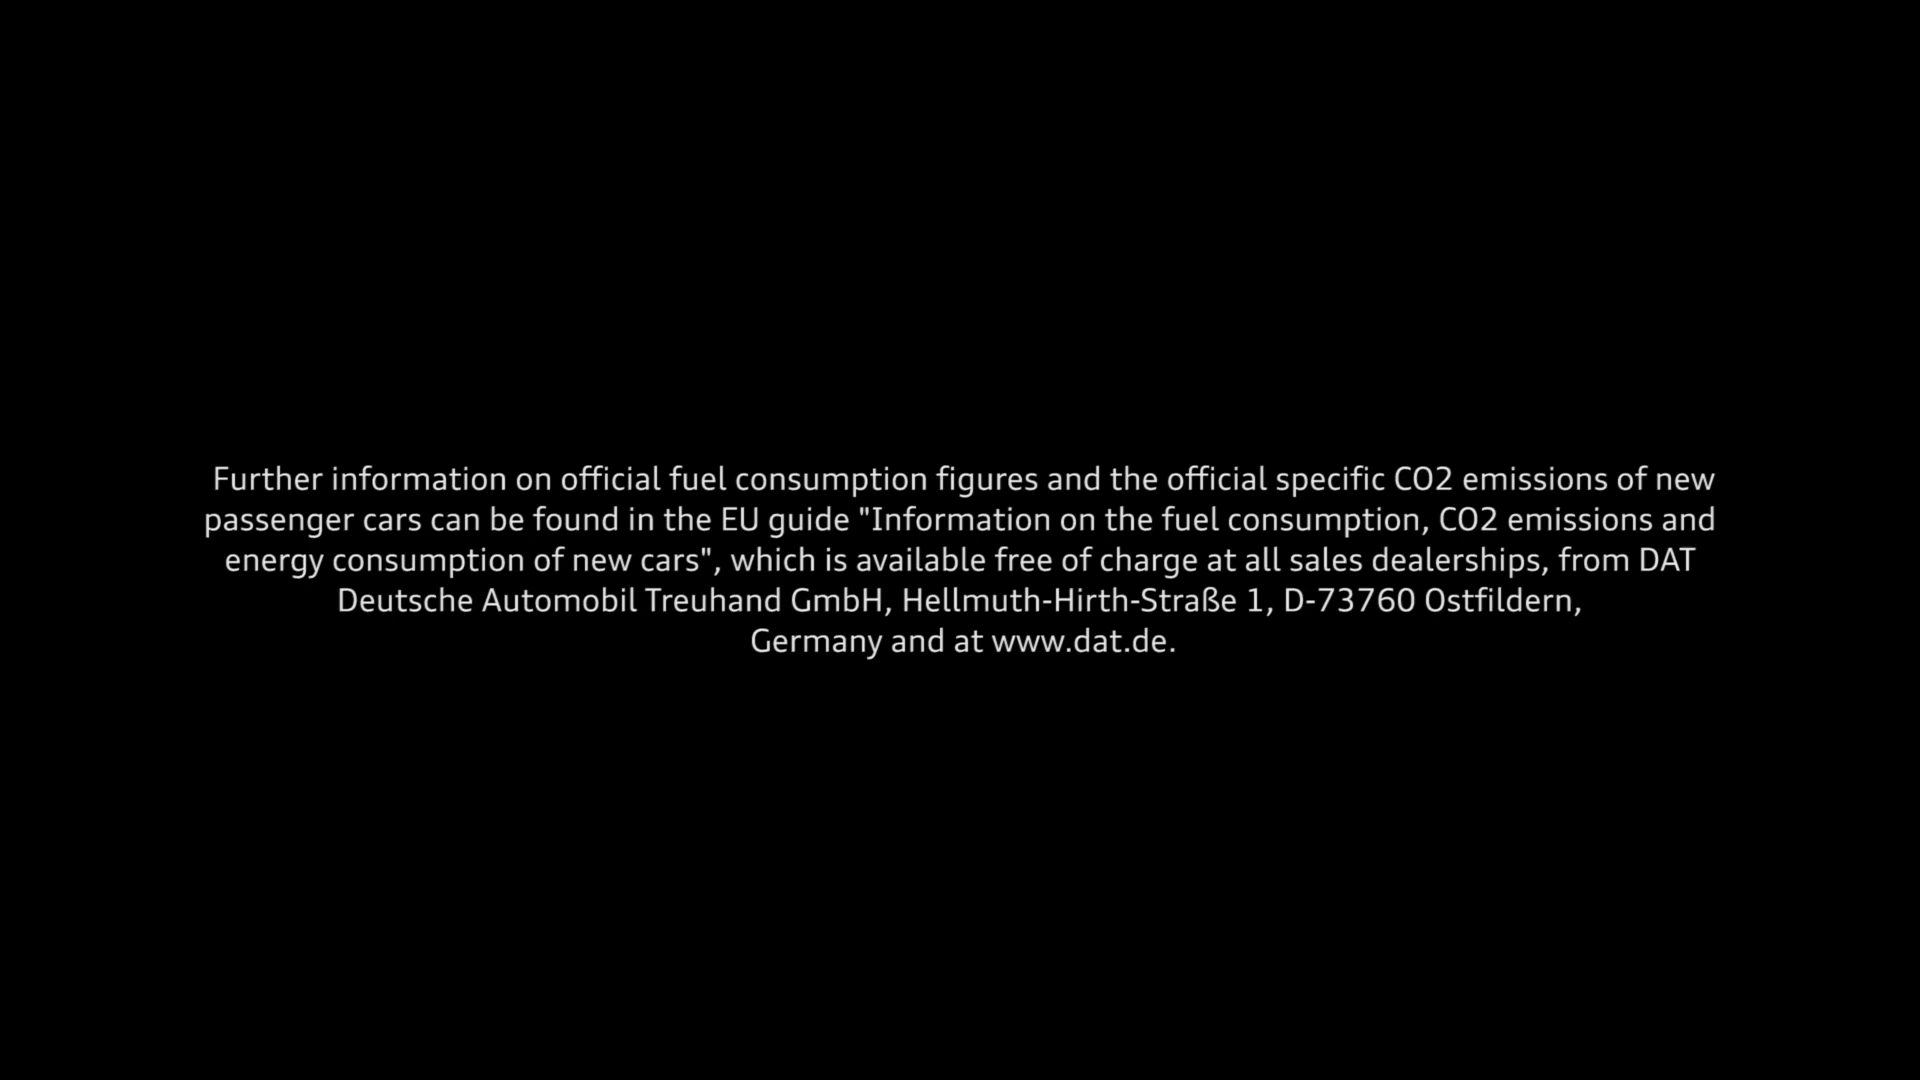 Further information on official fuel consumption figures and the official specific CO2 emissions of new
passenger cars can be found in the EU guide "Information on the fuel consumption, CO2 emissions and
energy consumption of new cars", which is available free of charge at all sales dealerships, from DAT
Deutsche Automobil Treuhand GmbH, Hellmuth-Hirth-Straße 1, D-73760 Ostfildern,
Germany and at www.dat.de.